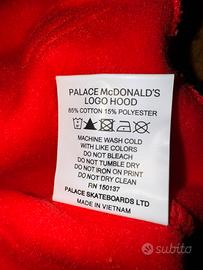 PALACE McDONALD'S
LOGO HOOD
85% COTTON 15% POLYESTER
MACHINE WASH COLD
WITH LIKE COLORS
DO NOT BLEACH
DO NOT TUMBLE DRY
DO NOT IRON ON PRINT
DO NOT DRY CLEAN
RN 150137
PALACE SKATEBOARDS LTD
MADE IN VIETNAM
subito